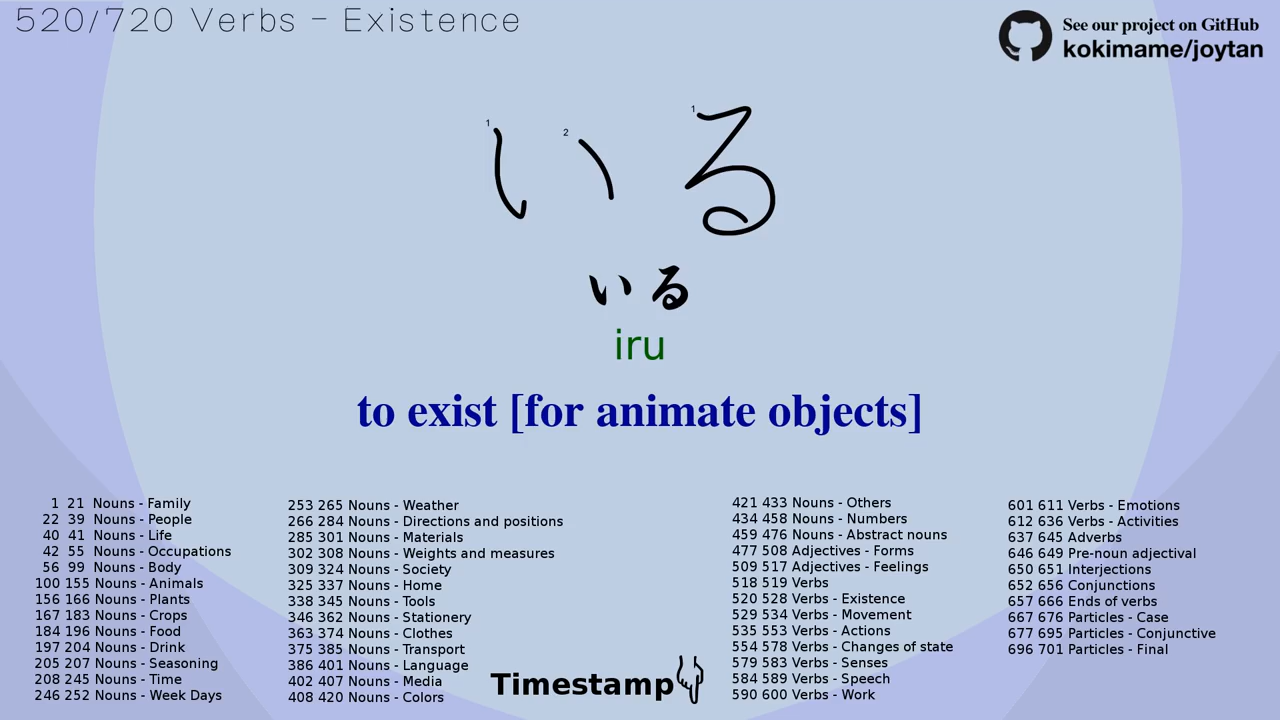 520/720 Verbs - Existence
See our project on GitHub
kokimame/joytan
1 2 1
いる
いる
iru
to exist [for animate objects]
1 21 Nouns - Family
22 39 Nouns - People
40 41 Nouns - Life
42 55 Nouns - Occupations
56 99 Nouns - Body
100 155 Nouns - Animals
156 166 Nouns - Plants
167 183 Nouns - Crops
184 196 Nouns - Food
197 204 Nouns - Drink
205 207 Nouns - Seasoning
208 245 Nouns - Time
246 252 Nouns - Week Days
253 265 Nouns - Weather
266 284 Nouns - Directions and positions
285 301 Nouns - Materials
302 308 Nouns - Weights and measures
309 324 Nouns - Society
325 337 Nouns - Home
338 345 Nouns - Tools
346 362 Nouns - Stationery
363 374 Nouns - Clothes
375 385 Nouns - Transport
386 401 Nouns - Language
402 407 Nouns - Media
408 420 Nouns - Colors
421 433 Nouns - Others
434 458 Nouns - Numbers
459 476 Nouns - Abstract nouns
477 508 Adjectives - Forms
509 517 Adjectives - Feelings
518 519 Verbs
520 528 Verbs - Existence
529 534 Verbs - Movement
535 553 Verbs - Actions
554 578 Verbs - Changes of state
579 583 Verbs - Senses
584 589 Verbs - Speech
590 600 Verbs - Work
601 611 Verbs - Emotions
612 636 Verbs - Activities
637 645 Adverbs
646 649 Pre-noun adjectival
650 651 Interjections
652 656 Conjunctions
657 666 Ends of verbs
667 676 Particles - Case
677 695 Particles - Conjunctive
696 701 Particles - Final
Timestamp